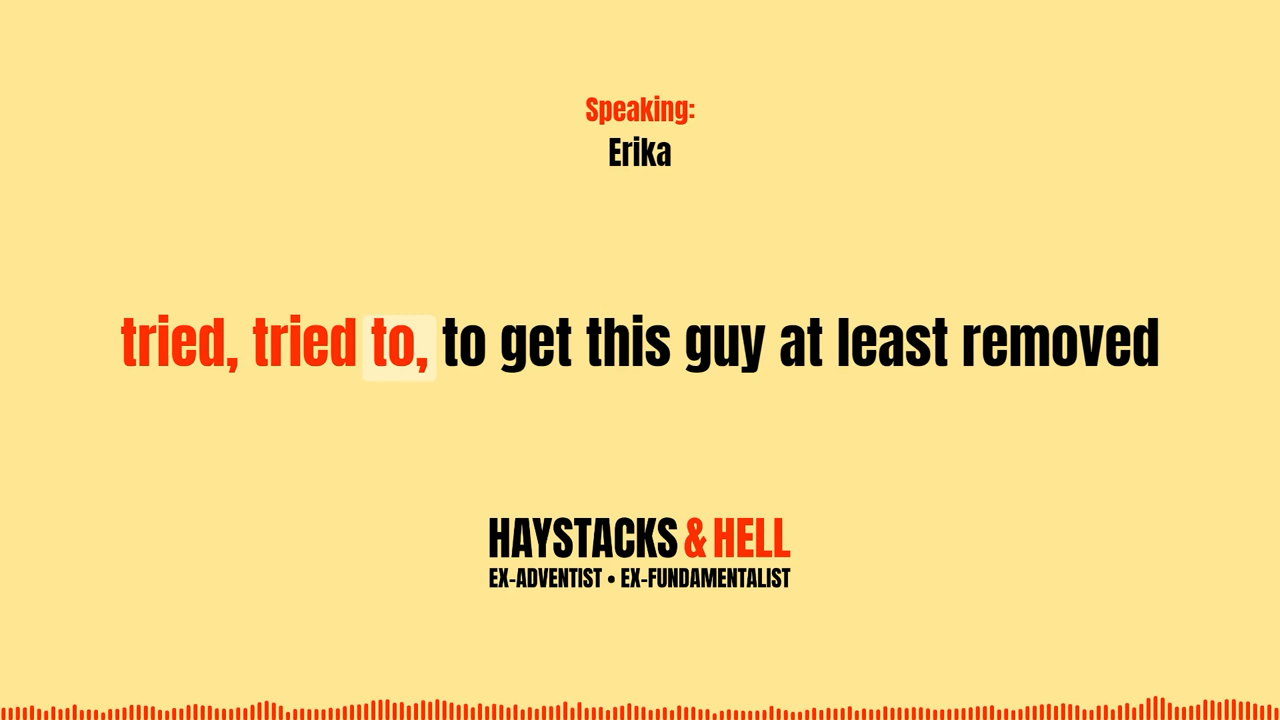 Speaking:
Erika
tried, tried to, to get this guy at least removed
HAYSTACKS & HELL
EX-ADVENTIST • EX-FUNDAMENTALIST